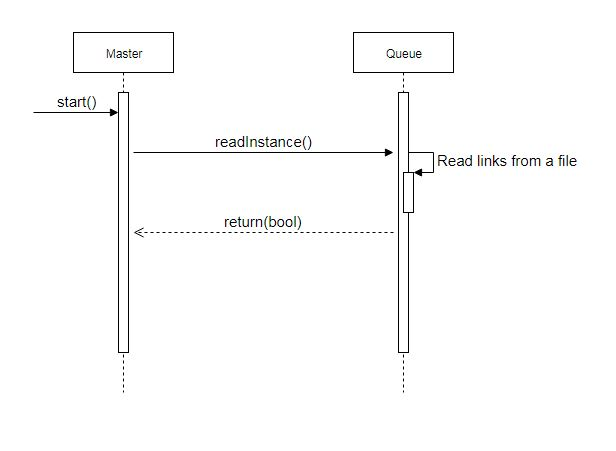 Master
Queue
start()
readInstance()
Read links from a file
return(bool)